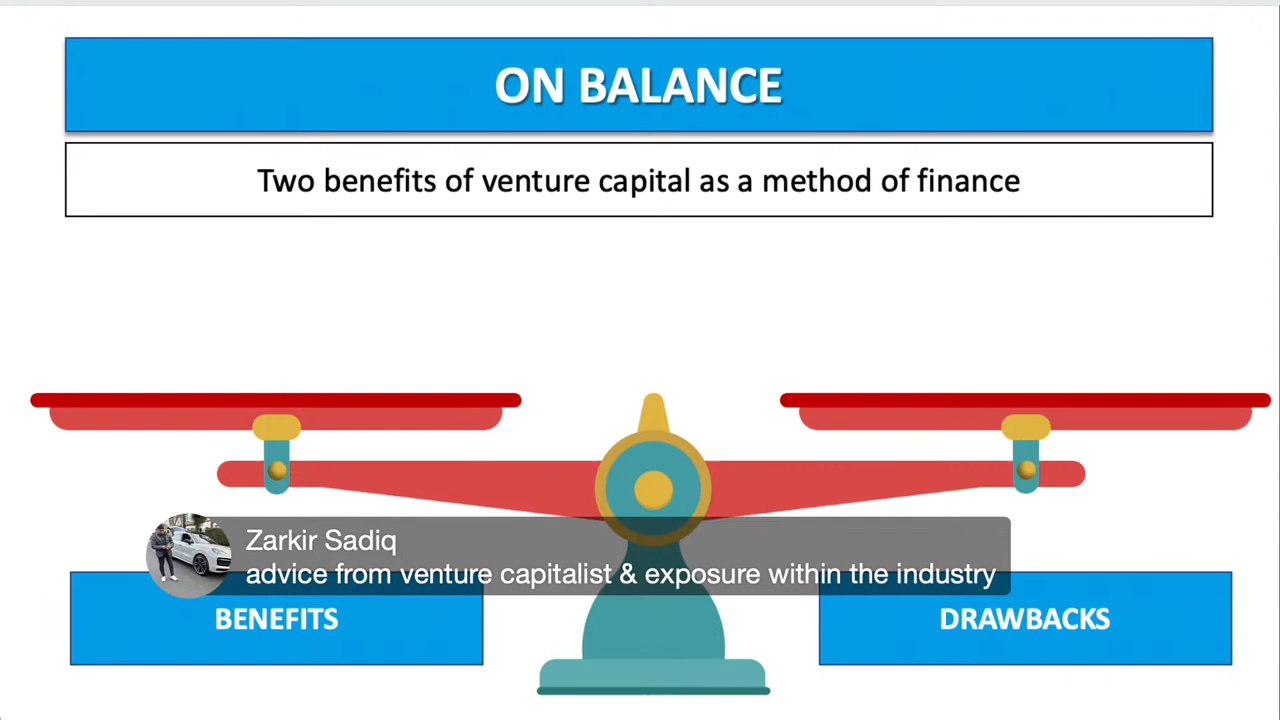 ON BALANCE
Two benefits of venture capital as a method of finance
Zarkir Sadiq
advice from venture capitalist & exposure within the industry
BENEFITS
DRAWBACKS